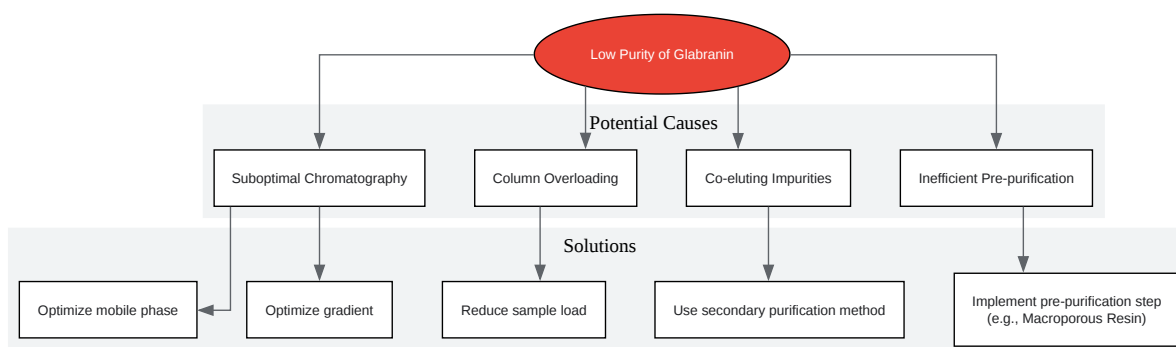 Low Purity of Glabranin
Potential Causes
Suboptimal Chromatography
Column Overloading
Co-eluting Impurities
Inefficient Pre-purification
Solutions
Optimize mobile phase
Optimize gradient
Reduce sample load
Use secondary purification method
Implement pre-purification step
(e.g., Macroporous Resin)